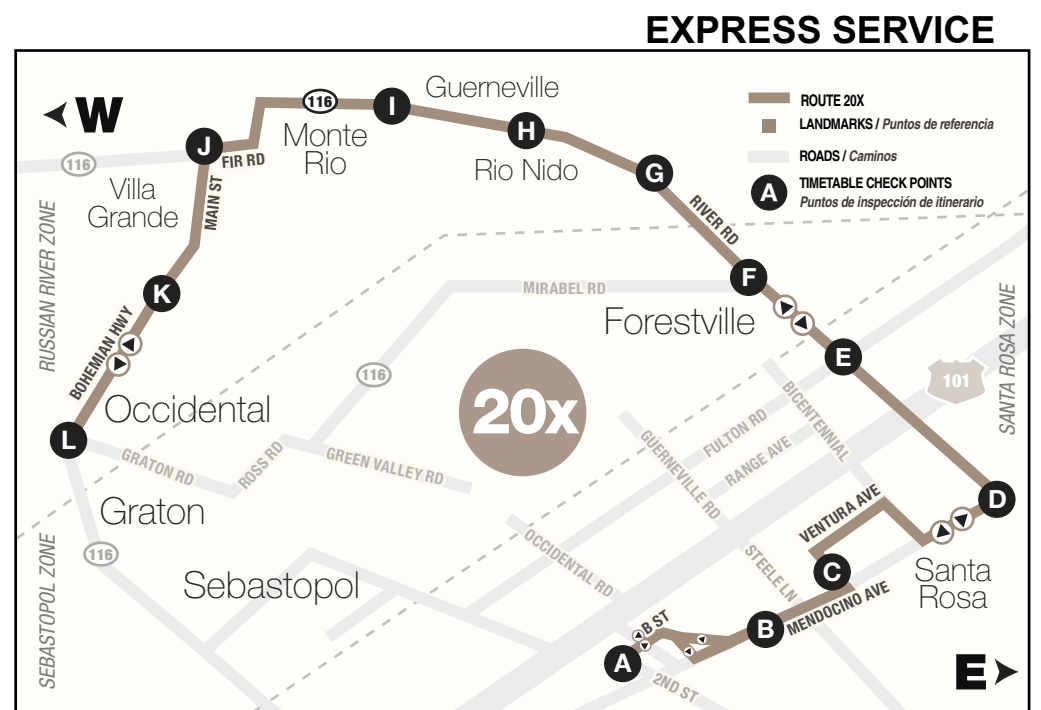 EXPRESS SERVICE
W
Guerneville
116
I
H
Monte
Rio
Rio Nido
J
FIR RD
116
Villa
Grande
MAIN ST
G
RIVER RD
ROUTE 20X
LANDMARKS / Puntos de referencia
ROADS / Caminos
A
TIMETABLE CHECK POINTS
Puntos de inspección de itinerario
RUSSIAN RIVER ZONE
K
BOHEMIAN HWY
MIRABEL RD
F
Forestville
E
SANTA ROSA ZONE
101
116
20x
Occidental
L
GRATON RD
ROSS RD
GREEN VALLEY RD
GUERNEVILLE RD
FULTON RD
RANGE AVE
BICENTENNIAL
D
Graton
116
VENTURA AVE
OCCIDENTAL RD
STEELE LN
C
Santa
Rosa
Sebastopol
SEBASTOPOL ZONE
B ST
B
MENDOCINO AVE
A
2ND ST
E